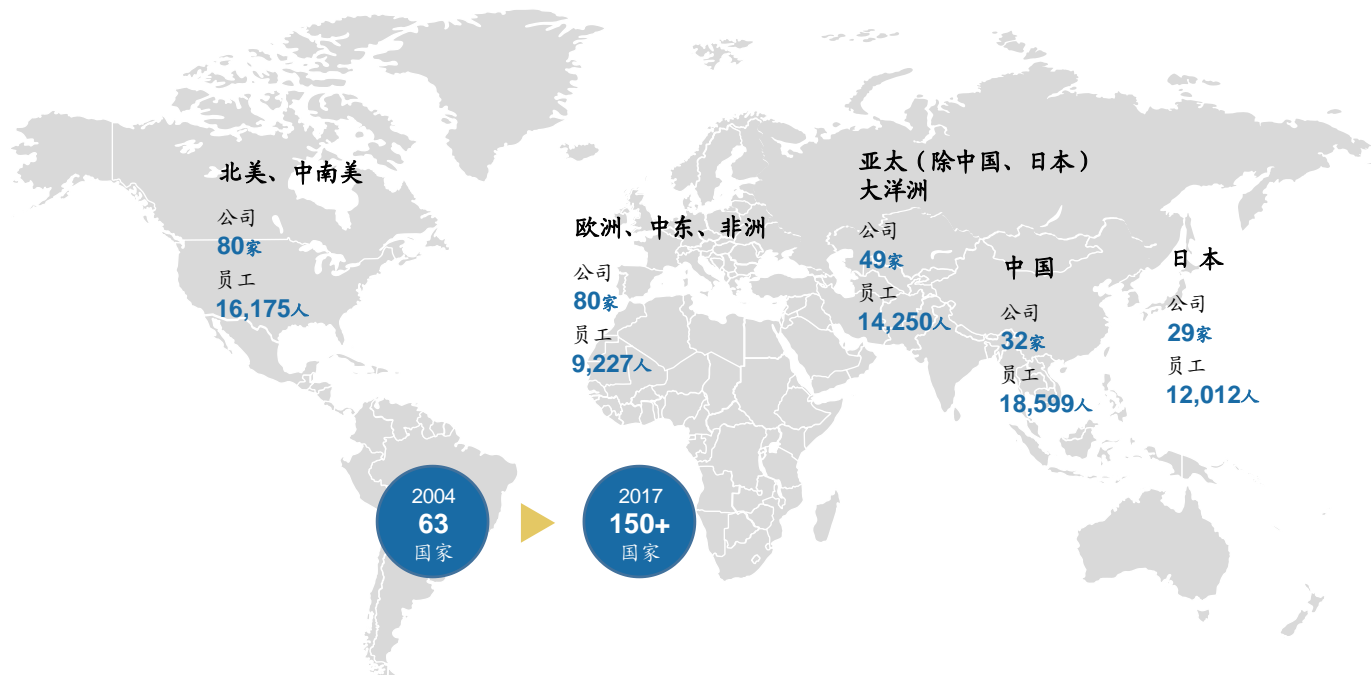 北美、中南美
公司
80家
员工
16,175人
欧洲、中东、非洲
公司
80家
员工
9,227人
亚太（除中国、日本）
大洋洲
公司
49家
员工
14,250人
中国
公司
32家
员工
18,599人
日本
公司
29家
员工
12,012人
2004
63
国家
2017
150+
国家